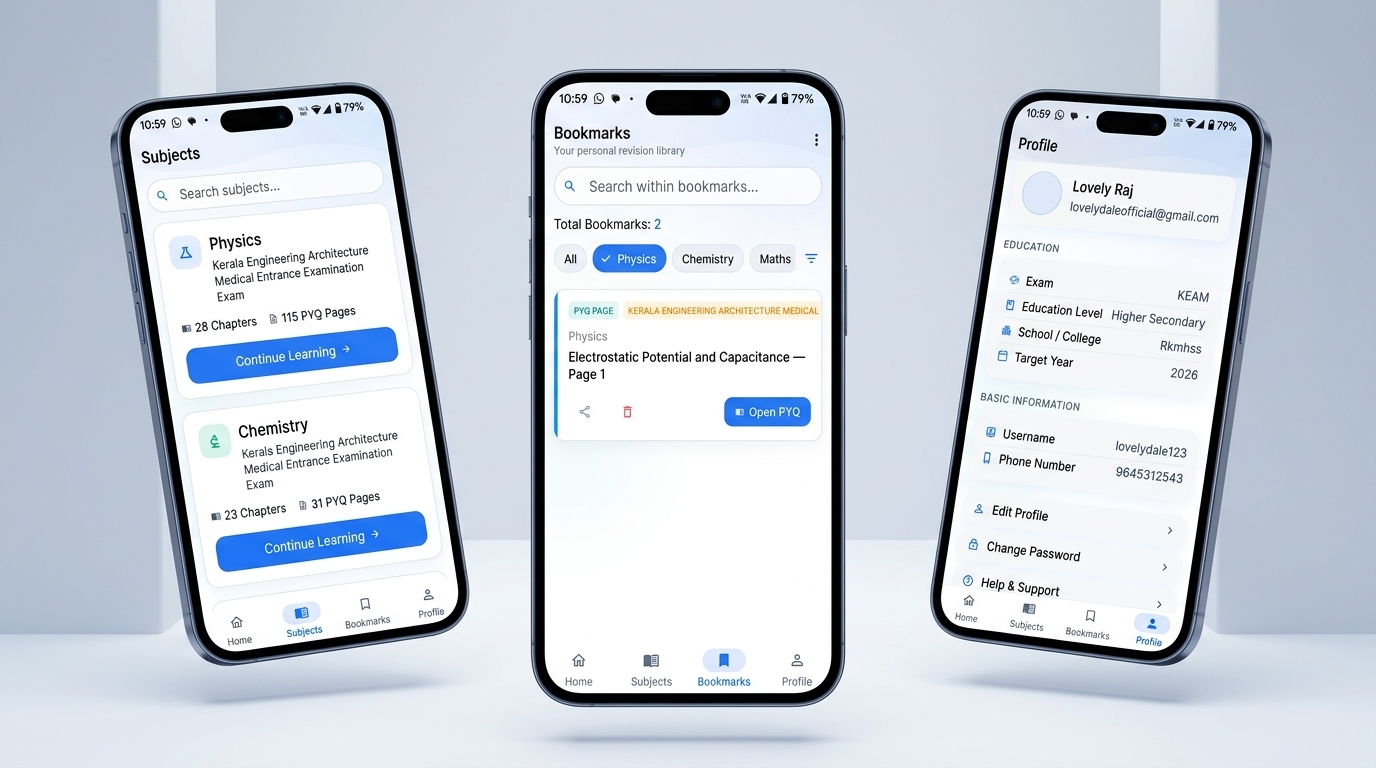 10:59
79%
Subjects
Search subjects...
Physics
Kerala Engineering Architecture
Medical Entrance Examination
Exam
28 Chapters
115 PYQ Pages
Continue Learning →
Chemistry
Kerals Engineering Architecture
Medical Entrance Examination
Exam
23 Chapters
31 PYQ Pages
Continue Learning →
Home
Subjects
Bookmarks
Profile
10:59
79%
Bookmarks
Your personal revision library
Search within bookmarks...
Total Bookmarks: 2
All
Physics
Chemistry
Maths
PYQ PAGE
KERALA ENGINEERING ARCHITECTURE MEDICAL
Physics
Electrostatic Potential and Capacitance —
Page 1
Open PYQ
Home
Subjects
Bookmarks
Profile
10:59
79%
Profile
Lovely Raj
lovelydaleofficial@gmail.com
EDUCATION
Exam
KEAM
Education Level
Higher Secondary
School / College
Rkmhss
Target Year
2026
BASIC INFORMATION
Username
lovelydale123
Phone Number
9645312543
Edit Profile
Change Password
Help & Support
Home
Subjects
Bookmarks
Profile